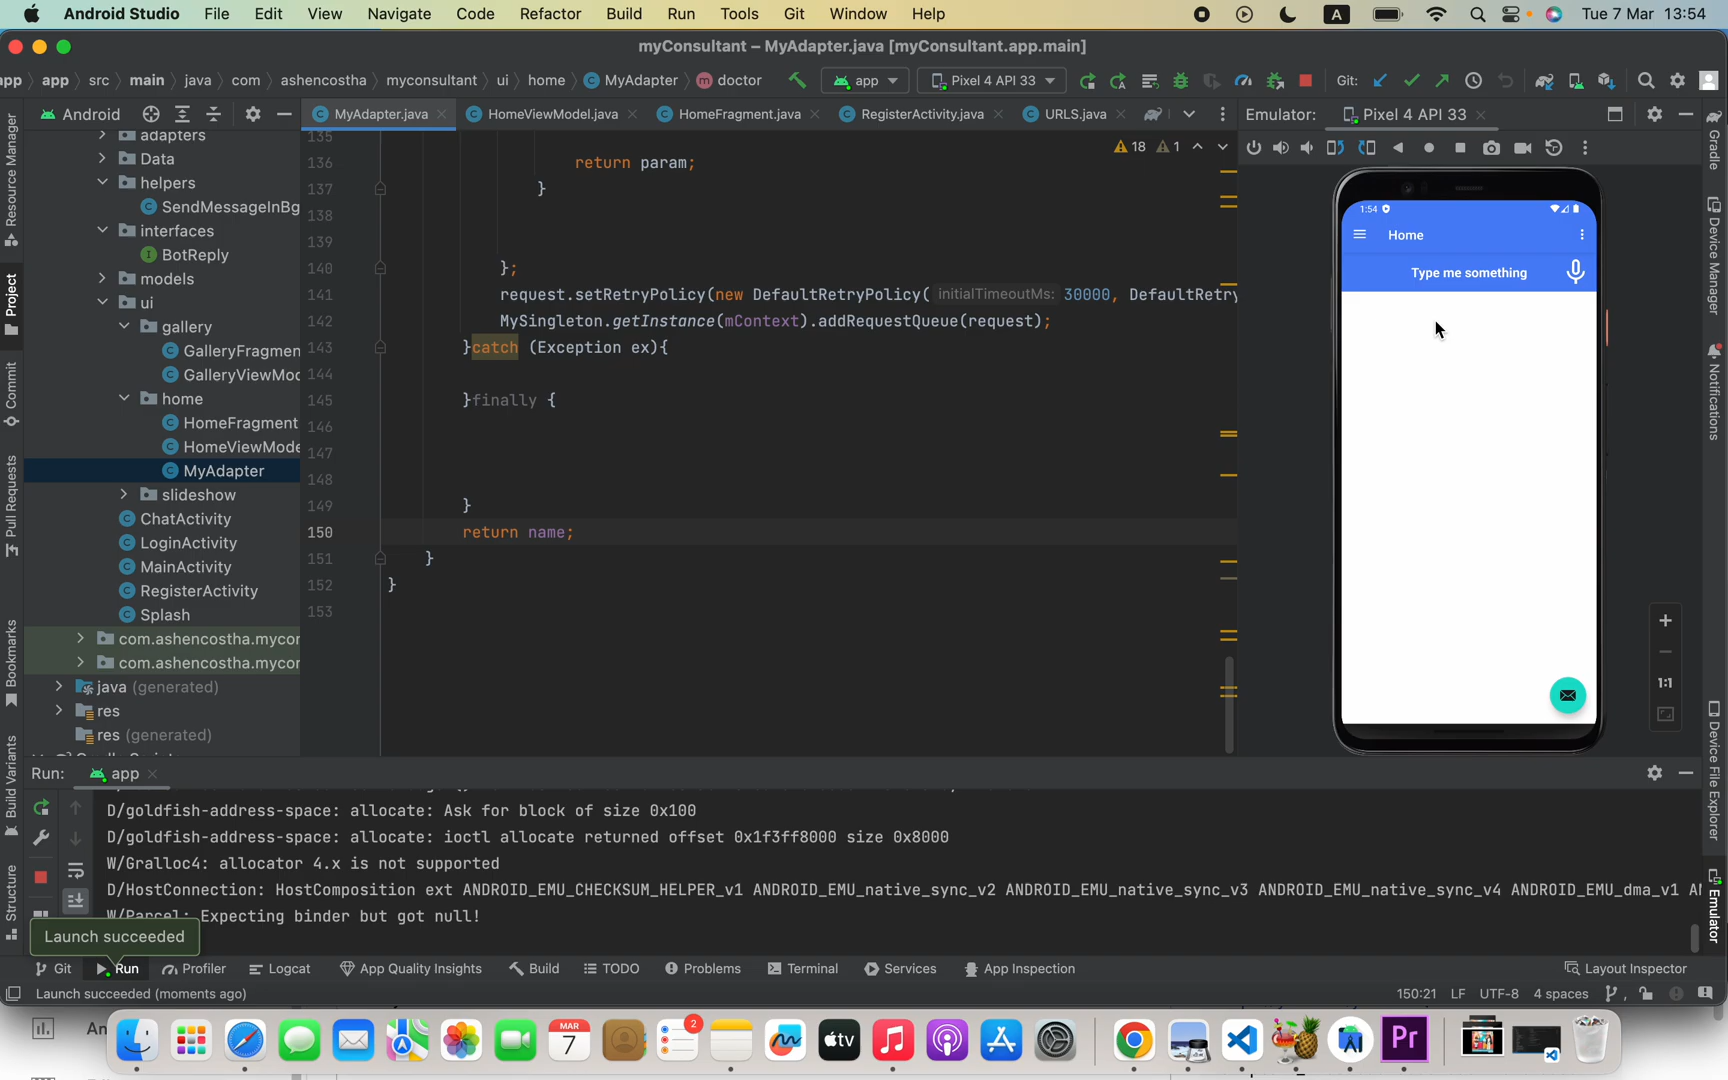 Android Studio File Edit View Navigate Code Refactor Build Run Tools Git Window Help A Tue 7 Mar 13:54
myConsultant – MyAdapter.java [myConsultant.app.main]
app src main java com ashencostha myconsultant ui home MyAdapter doctor app Pixel 4 API 33 Git:
Android MyAdapter.java HomeViewModel.java HomeFragment.java RegisterActivity.java URLS.java Emulator: Pixel 4 API 33
adapters
Data
helpers
SendMessageInBg
interfaces
BotReply
models
ui
gallery
GalleryFragmen
GalleryViewMod
home
HomeFragment
HomeViewMode
MyAdapter
slideshow
ChatActivity
LoginActivity
MainActivity
RegisterActivity
Splash
com.ashencostha.mycon
com.ashencostha.mycon
java (generated)
res
res (generated)
135
136 return param;
137 }
138
139
140 };
141 request.setRetryPolicy(new DefaultRetryPolicy( initialTimeoutMs: 30000, DefaultRetry
142 MySingleton.getInstance(mContext).addRequestQueue(request);
143 }catch (Exception ex){
144
145 }finally {
146
147
148
149 }
150 return name;
151 }
152 }
153
18 1
1:54
Home
Type me something
1:1
Resource Manager
Project
Commit
Pull Requests
Bookmarks
Build Variants
Structure
Gradle
Device Manager
Notifications
Device File Explorer
Emulator
Run: app
D/goldfish-address-space: allocate: Ask for block of size 0x100
D/goldfish-address-space: allocate: ioctl allocate returned offset 0x1f3ff8000 size 0x8000
W/Gralloc4: allocator 4.x is not supported
D/HostConnection: HostComposition ext ANDROID_EMU_CHECKSUM_HELPER_v1 ANDROID_EMU_native_sync_v2 ANDROID_EMU_native_sync_v3 ANDROID_EMU_native_sync_v4 ANDROID_EMU_dma_v1
W/Parcel: Expecting binder but got null!
Launch succeeded
Git Run Profiler Logcat App Quality Insights Build TODO Problems Terminal Services App Inspection Layout Inspector
Launch succeeded (moments ago) 150:21 LF UTF-8 4 spaces
An
MAR
7
2
tv
Pr